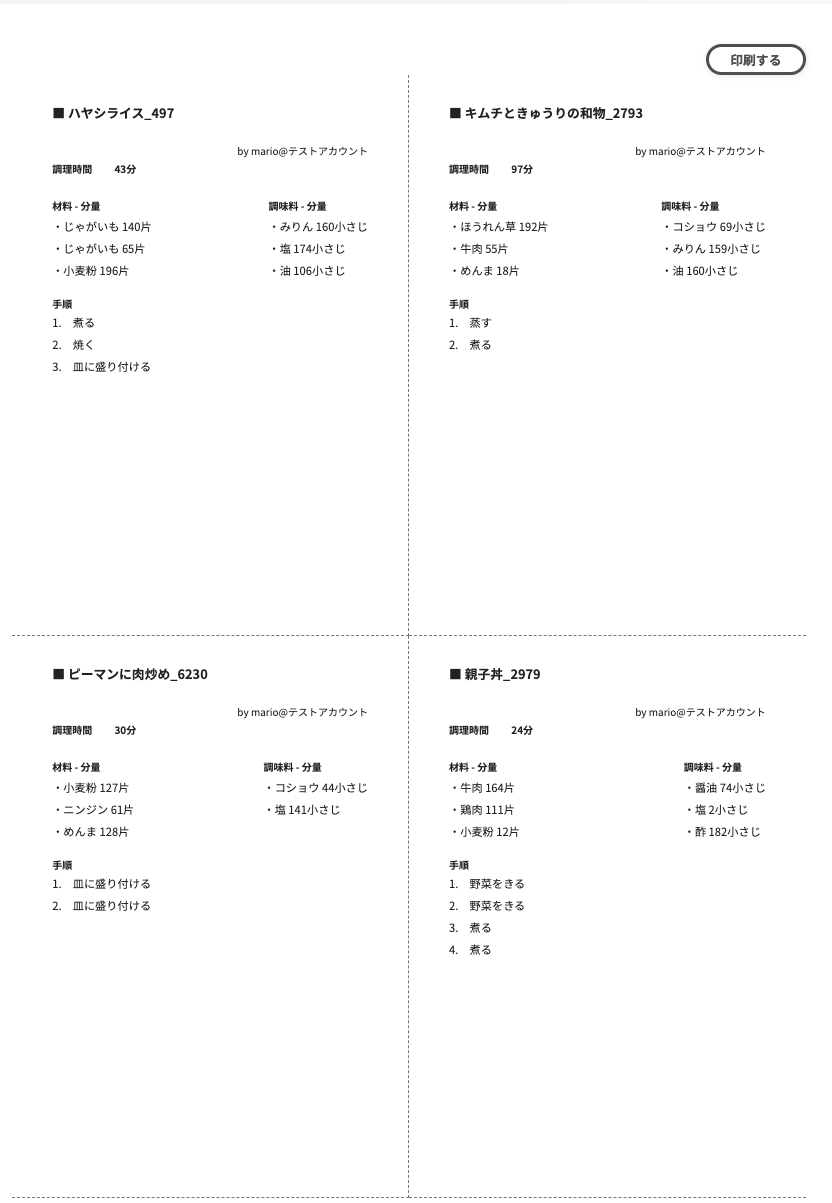 印刷する
■ ハヤシライス_497
by mario@テストアカウント
調理時間 43分
材料 - 分量 調味料 - 分量
・じゃがいも 140片 ・みりん 160小さじ
・じゃがいも 65片 ・塩 174小さじ
・小麦粉 196片 ・油 106小さじ
手順
1. 煮る
2. 焼く
3. 皿に盛り付ける
■ キムチときゅうりの和物_2793
by mario@テストアカウント
調理時間 97分
材料 - 分量 調味料 - 分量
・ほうれん草 192片 ・コショウ 69小さじ
・牛肉 55片 ・みりん 159小さじ
・めんま 18片 ・油 160小さじ
手順
1. 蒸す
2. 煮る
■ ピーマンに肉炒め_6230
by mario@テストアカウント
調理時間 30分
材料 - 分量 調味料 - 分量
・小麦粉 127片 ・コショウ 44小さじ
・ニンジン 61片 ・塩 141小さじ
・めんま 128片
手順
1. 皿に盛り付ける
2. 皿に盛り付ける
■ 親子丼_2979
by mario@テストアカウント
調理時間 24分
材料 - 分量 調味料 - 分量
・牛肉 164片 ・醤油 74小さじ
・鶏肉 111片 ・塩 2小さじ
・小麦粉 12片 ・酢 182小さじ
手順
1. 野菜をきる
2. 野菜をきる
3. 煮る
4. 煮る